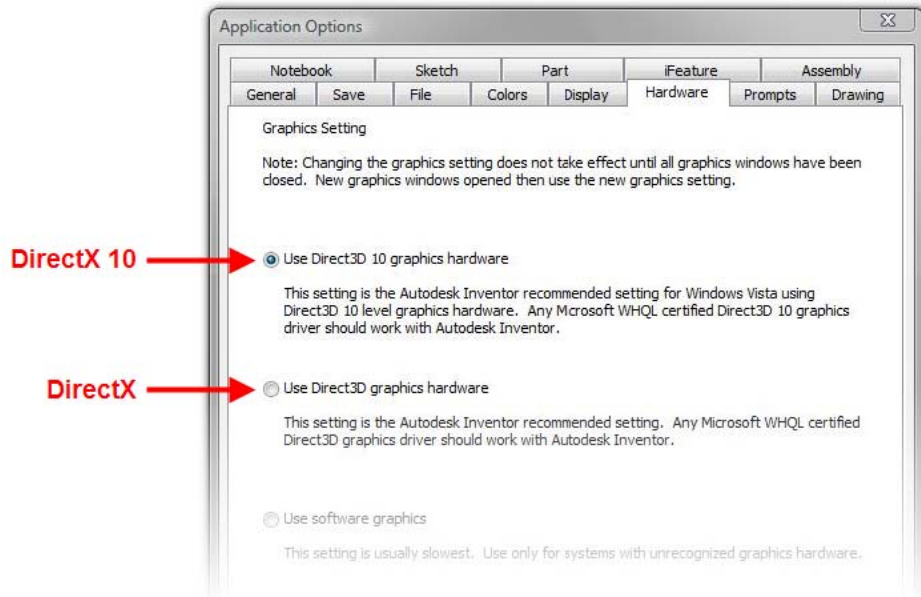 Application Options
Notebook Sketch Part iFeature Assembly
General Save File Colors Display Hardware Prompts Drawing
Graphics Setting
Note: Changing the graphics setting does not take effect until all graphics windows have been
closed. New graphics windows opened then use the new graphics setting.
DirectX 10
Use Direct3D 10 graphics hardware
This setting is the Autodesk Inventor recommended setting for Windows Vista using
Direct3D 10 level graphics hardware. Any Mcrosoft WHQL certified Direct3D 10 graphics
driver should work with Autodesk Inventor.
DirectX
Use Direct3D graphics hardware
This setting is the Autodesk Inventor recommended setting. Any Microsoft WHQL certified
Direct3D graphics driver should work with Autodesk Inventor.
Use software graphics
This setting is usually slowest. Use only for systems with unrecognized graphics hardware.